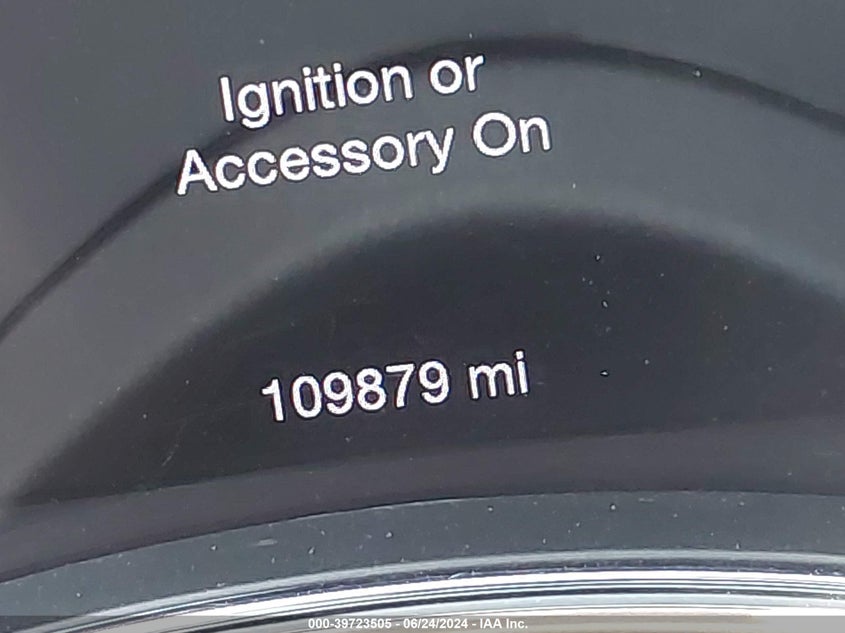 Ignition or
Accessory On
109879 mi
000-39723505 - 06/24/2024 - IAA Inc.